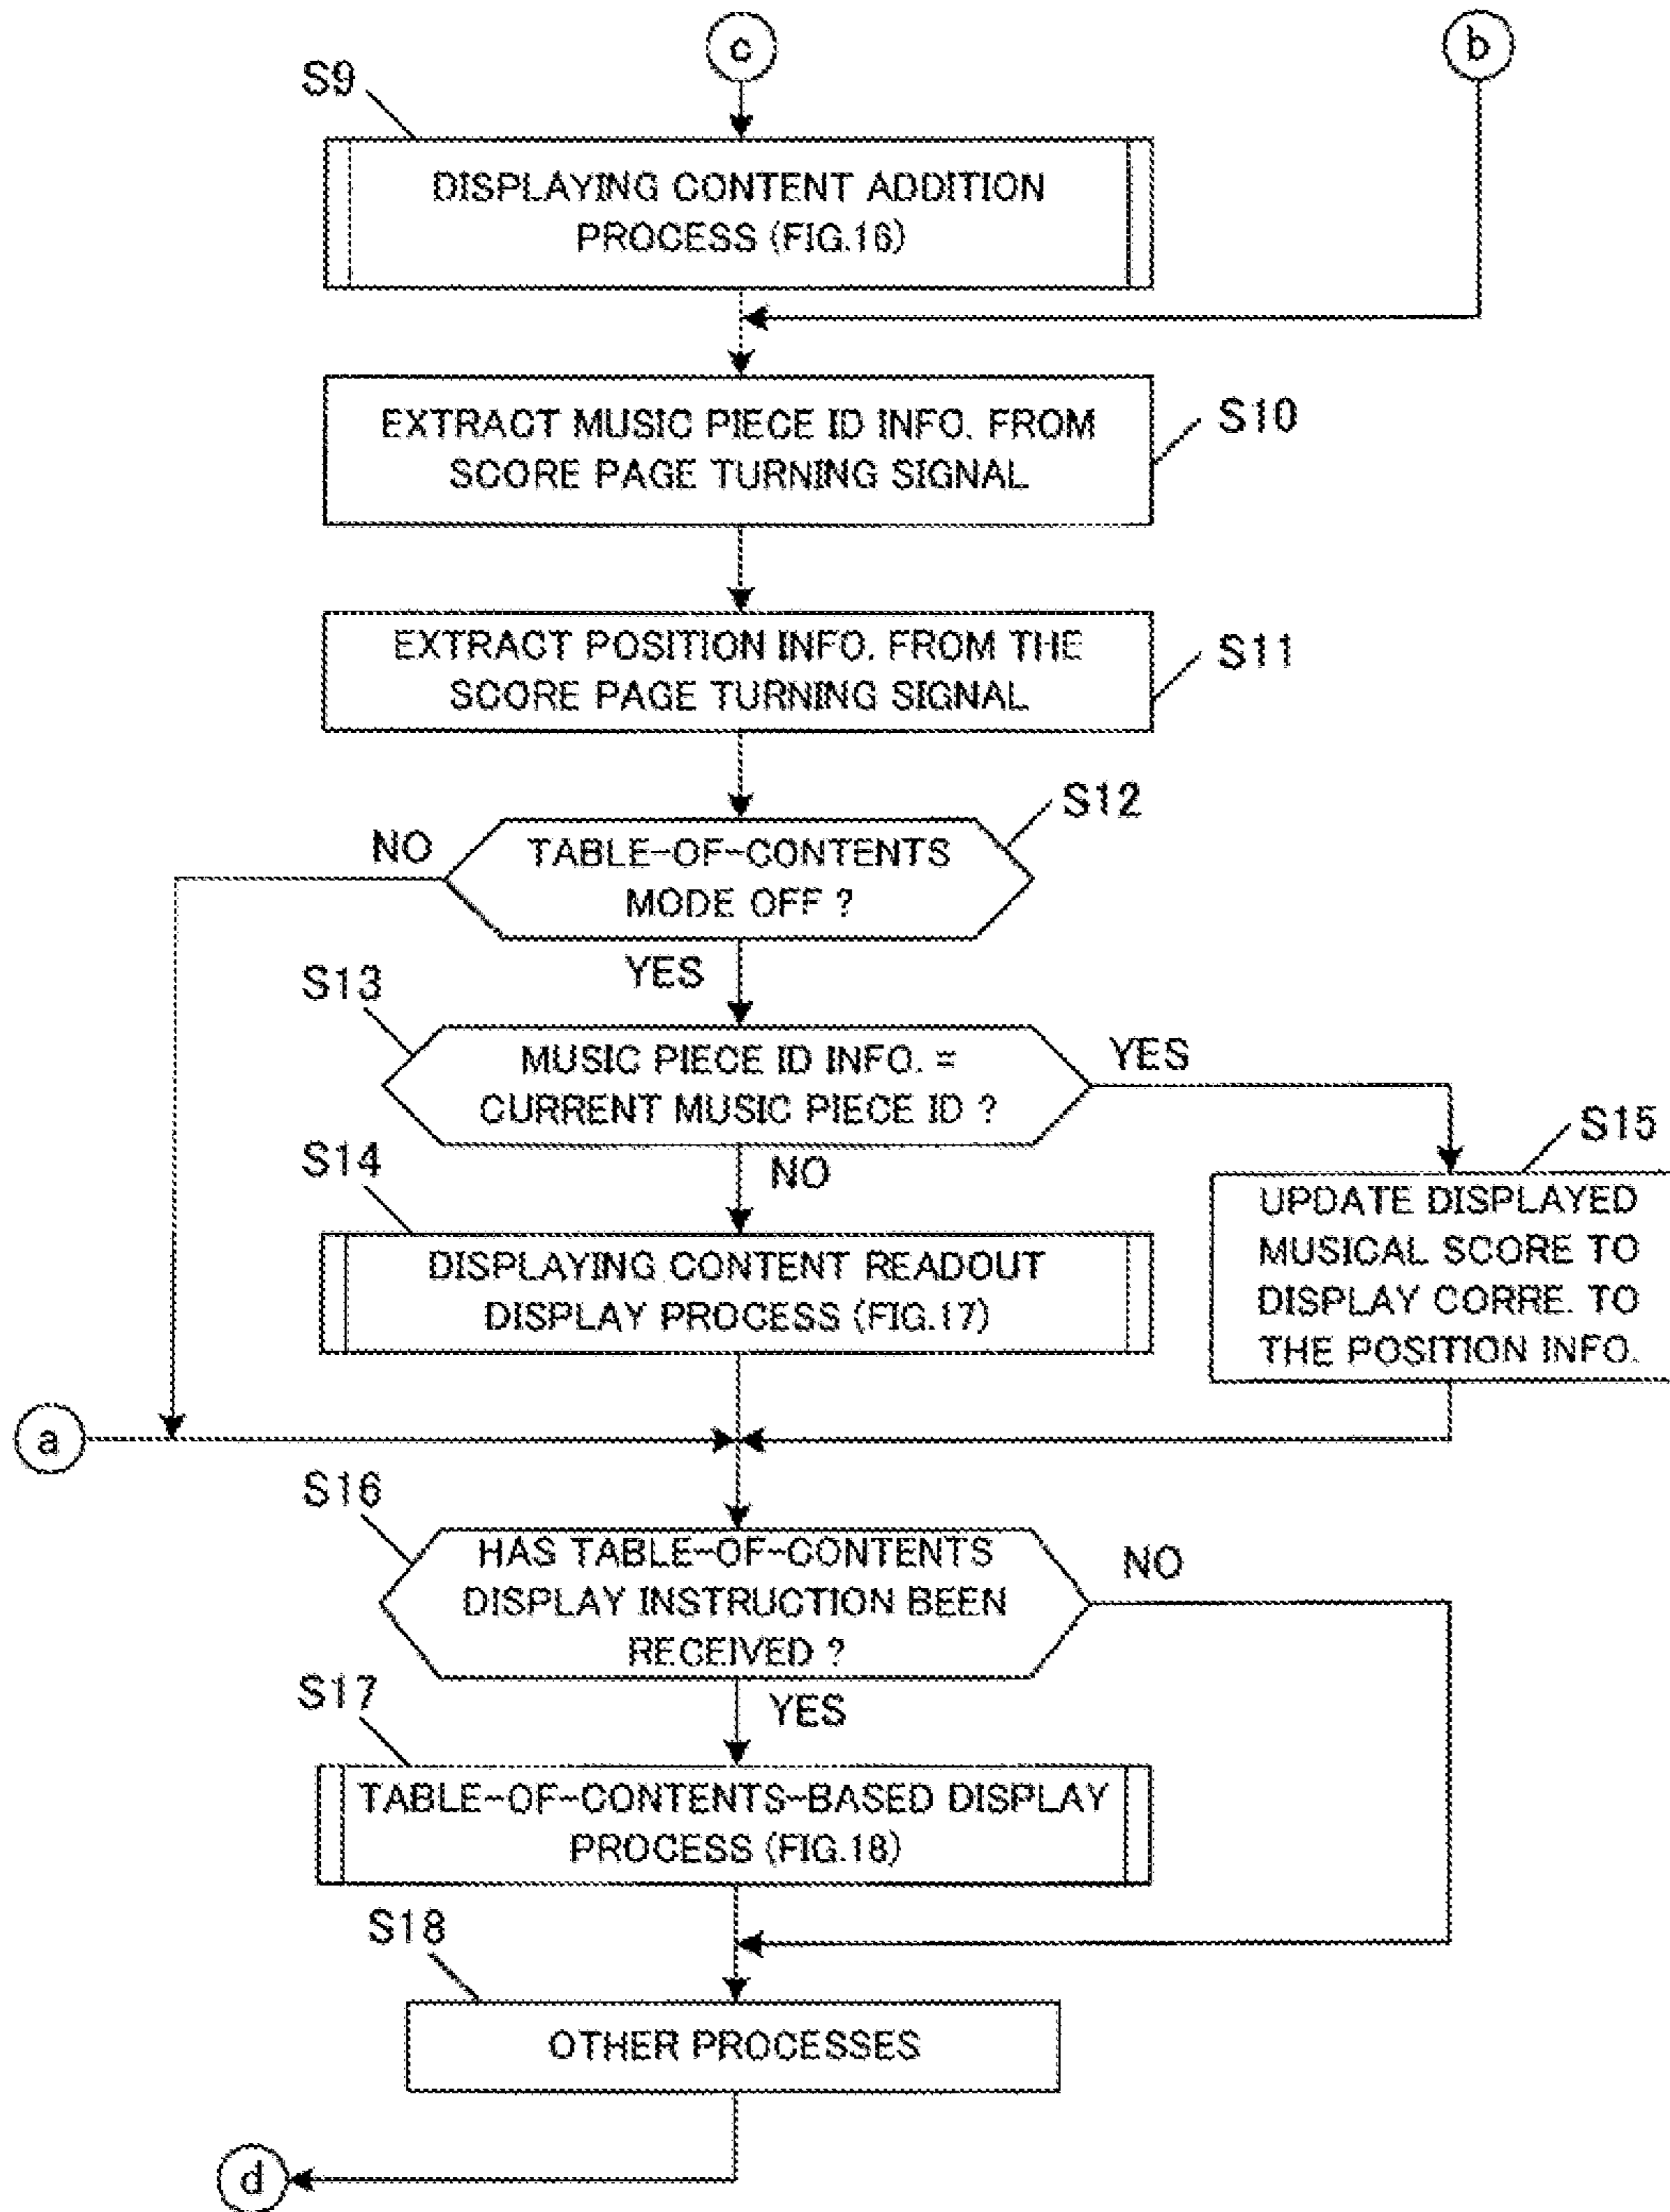 c
b
S9
DISPLAYING CONTENT ADDITION
PROCESS (FIG.16)
EXTRACT MUSIC PIECE ID INFO. FROM
SCORE PAGE TURNING SIGNAL
S10
EXTRACT POSITION INFO. FROM THE
SCORE PAGE TURNING SIGNAL
S11
S12
NO
TABLE-OF-CONTENTS
MODE OFF ?
YES
S13
MUSIC PIECE ID INFO. =
CURRENT MUSIC PIECE ID ?
YES
NO
S14
DISPLAYING CONTENT READOUT
DISPLAY PROCESS (FIG.17)
S15
UPDATE DISPLAYED
MUSICAL SCORE TO
DISPLAY CORRE. TO
THE POSITION INFO.
a
S16
HAS TABLE-OF-CONTENTS
DISPLAY INSTRUCTION BEEN
RECEIVED ?
NO
YES
S17
TABLE-OF-CONTENTS-BASED DISPLAY
PROCESS (FIG.18)
S18
OTHER PROCESSES
d